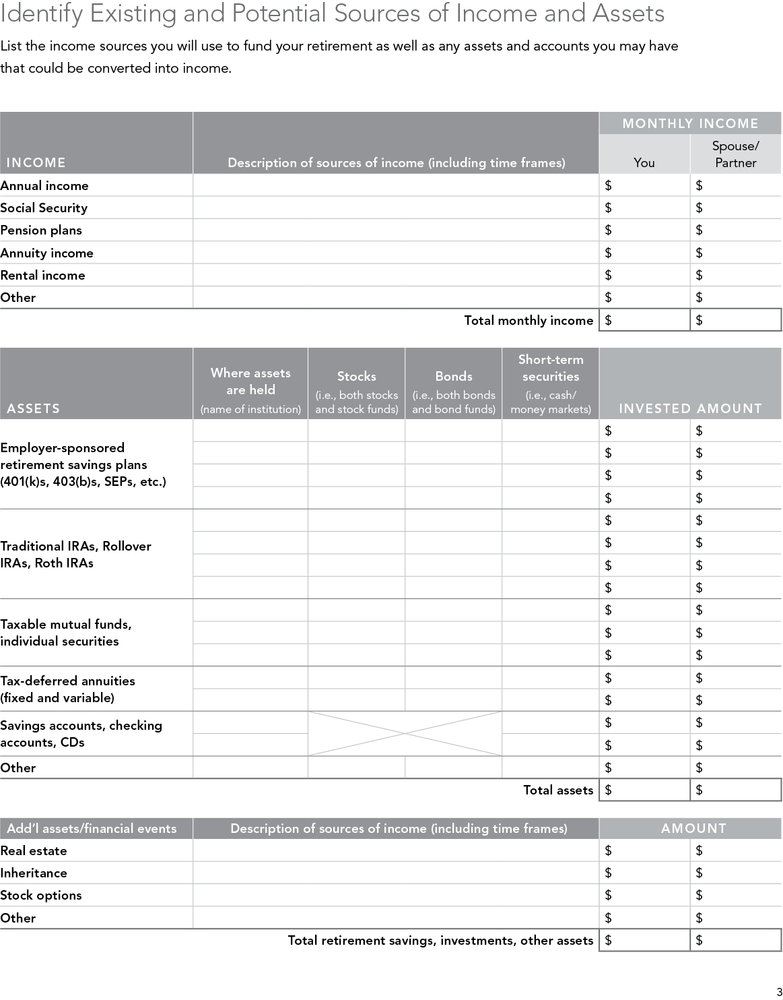 Identify Existing and Potential Sources of Income and Assets
List the income sources you will use to fund your retirement as well as any assets and accounts you may have
that could be converted into income.
MONTHLY INCOME
INCOME Description of sources of income (including time frames) You Spouse/
Partner
Annual income $ $
Social Security $ $
Pension plans $ $
Annuity income $ $
Rental income $ $
Other $ $
Total monthly income $ $
ASSETS
Where assets
are held
(name of institution)
Stocks
(i.e., both stocks
and stock funds)
Bonds
(i.e., both bonds
and bond funds)
Short-term
securities
(i.e., cash/
money markets)
INVESTED AMOUNT
Employer-sponsored
retirement savings plans
(401(k)s, 403(b)s, SEPs, etc.)
$ $
$ $
$ $
$ $
Traditional IRAs, Rollover
IRAs, Roth IRAs
$ $
$ $
$ $
$ $
Taxable mutual funds,
individual securities
$ $
$ $
$ $
Tax-deferred annuities
(fixed and variable)
$ $
$ $
Savings accounts, checking
accounts, CDs
$ $
$ $
Other $ $
Total assets $ $
Add’l assets/financial events Description of sources of income (including time frames) AMOUNT
Real estate $ $
Inheritance $ $
Stock options $ $
Other $ $
Total retirement savings, investments, other assets $ $
3